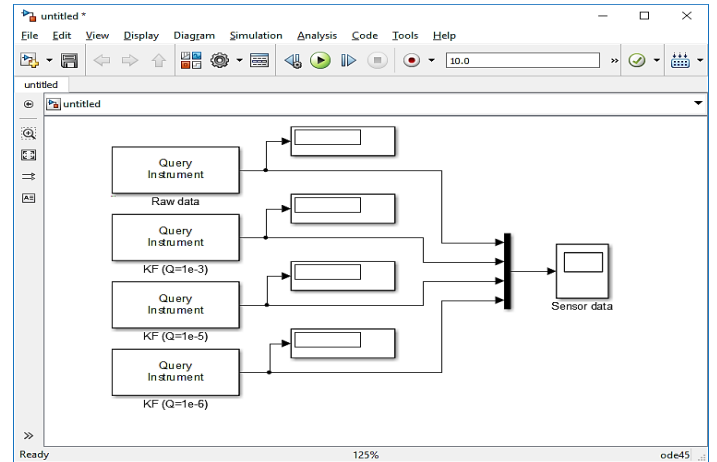 untitled *
File Edit View Display Diagram Simulation Analysis Code Tools Help
10.0
untitled
untitled
Query
Instrument
Raw data
Query
Instrument
KF (Q=1e-3)
Query
Instrument
KF (Q=1e-5)
Query
Instrument
KF (Q=1e-6)
Sensor data
Ready 125% ode45